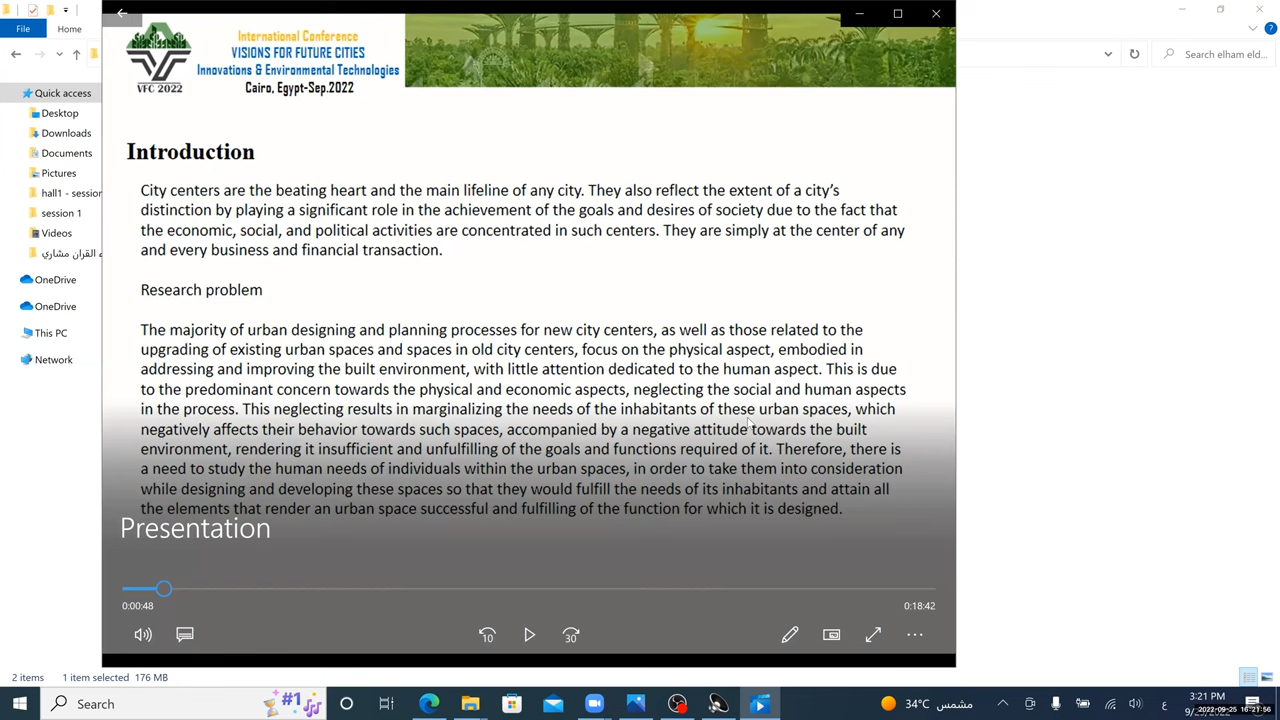 File
Home
Search elham eld...
Quick access
Desktop
Downloads
Documents
Pictures
hall1 - session
session 1
Videos
ء القران مشاري
OneDrive
OneDrive
This PC
Network
VFC 2022
International Conference
VISIONS FOR FUTURE CITIES
Innovations & Environmental Technologies
Cairo, Egypt-Sep.2022
Introduction
City centers are the beating heart and the main lifeline of any city. They also reflect the extent of a city's
distinction by playing a significant role in the achievement of the goals and desires of society due to the fact that
the economic, social, and political activities are concentrated in such centers. They are simply at the center of any
and every business and financial transaction.
Research problem
The majority of urban designing and planning processes for new city centers, as well as those related to the
upgrading of existing urban spaces and spaces in old city centers, focus on the physical aspect, embodied in
addressing and improving the built environment, with little attention dedicated to the human aspect. This is due
to the predominant concern towards the physical and economic aspects, neglecting the social and human aspects
in the process. This neglecting results in marginalizing the needs of the inhabitants of these urban spaces, which
negatively affects their behavior towards such spaces, accompanied by a negative attitude towards the built
environment, rendering it insufficient and unfulfilling of the goals and functions required of it. Therefore, there is
a need to study the human needs of individuals within the urban spaces, in order to take them into consideration
while designing and developing these spaces so that they would fulfill the needs of its inhabitants and attain all
the elements that render an urban space successful and fulfilling of the function for which it is designed.
Presentation
0:00:48
0:18:42
10
30
2 items
1 item selected 176 MB
Search
#1
34°C مشمس
ع
3:21 PM
2022-09-25 16:21:56